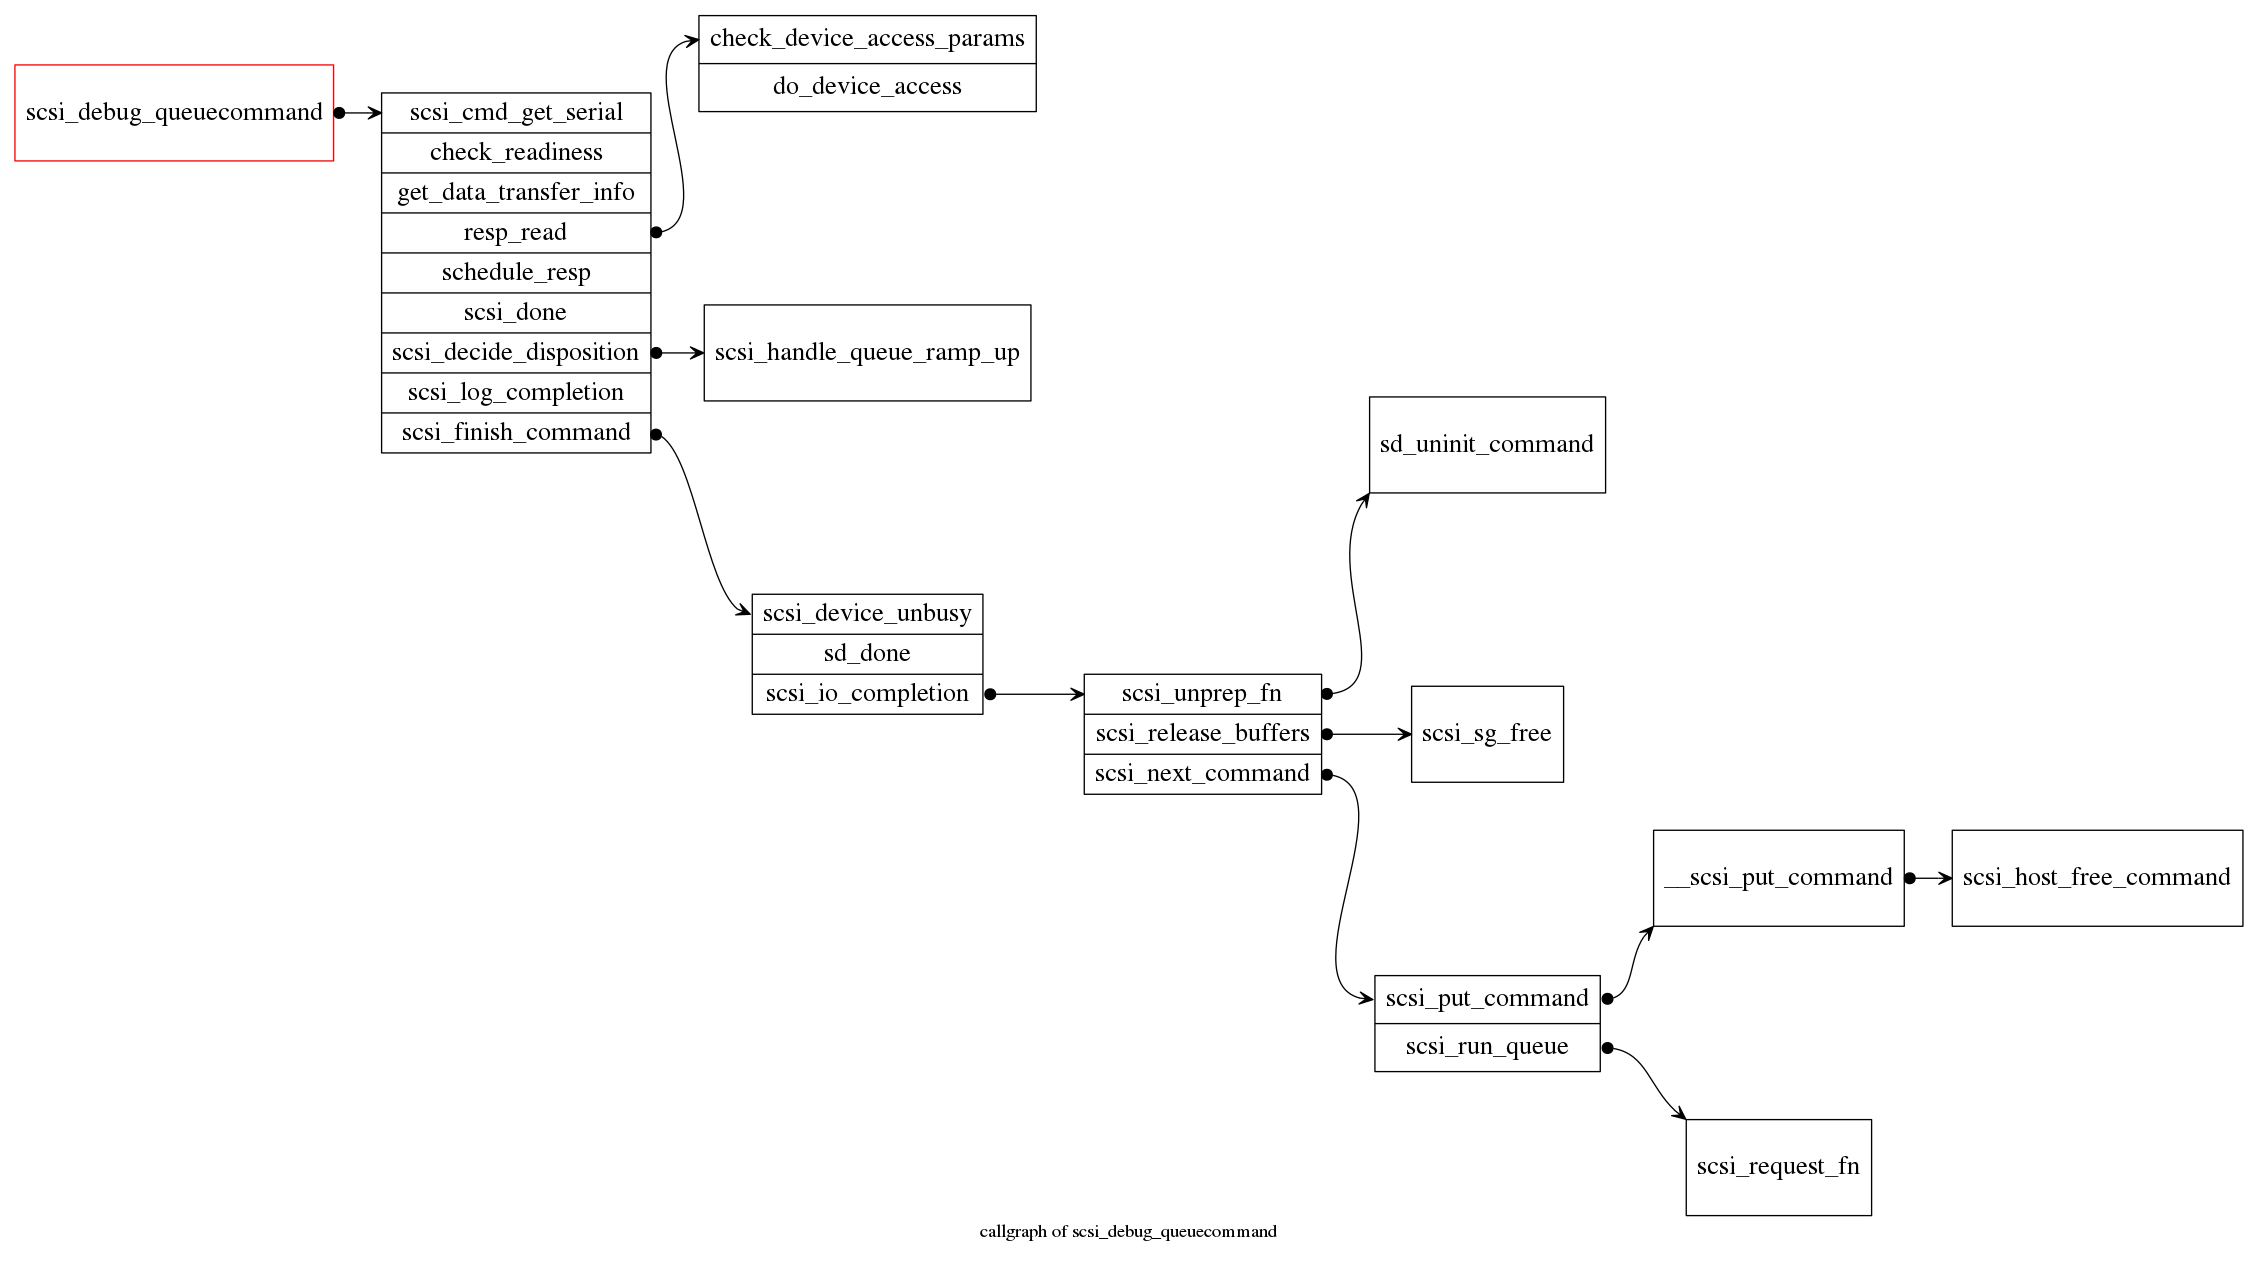 scsi_debug_queuecommand
scsi_cmd_get_serial
check_readiness
get_data_transfer_info
resp_read
schedule_resp
scsi_done
scsi_decide_disposition
scsi_log_completion
scsi_finish_command
check_device_access_params
do_device_access
scsi_handle_queue_ramp_up
scsi_device_unbusy
sd_done
scsi_io_completion
scsi_unprep_fn
scsi_release_buffers
scsi_next_command
sd_uninit_command
scsi_sg_free
scsi_put_command
scsi_run_queue
__scsi_put_command
scsi_host_free_command
scsi_request_fn
callgraph of scsi_debug_queuecommand